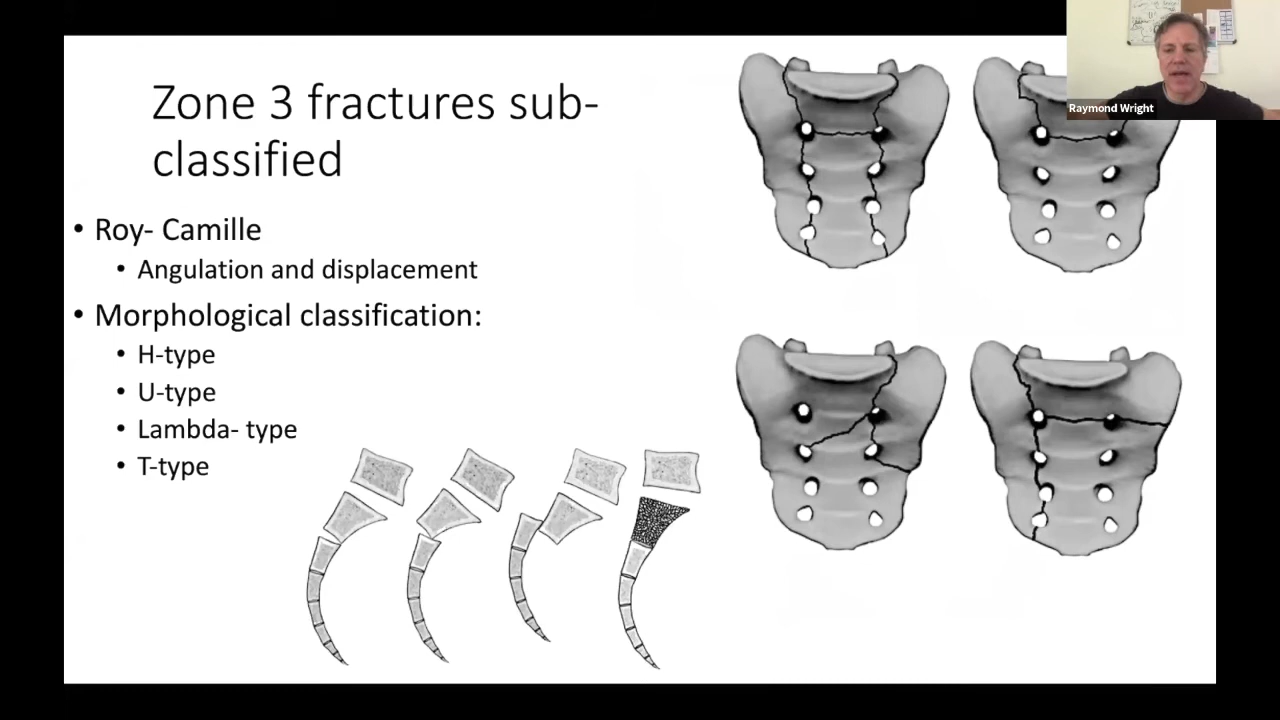 Zone 3 fractures sub-
classified
• Roy- Camille
• Angulation and displacement
• Morphological classification:
• H-type
• U-type
• Lambda- type
• T-type
Raymond Wright